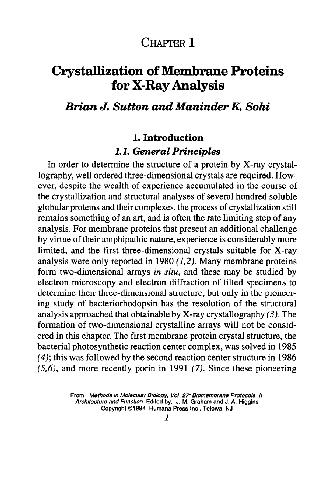 CHAPTER 1
Crystallization of Membrane Proteins
for X-Ray Analysis
Brian J. Sutton and Maninder K. Sohi
1. Introduction
1.1. General Principles
In order to determine the structure of a protein by X-ray crystal-
lography, well ordered three-dimensional crystals are required. How-
ever, despite the wealth of experience accumulated in the course of
the crystallization and structural analyses of several hundred soluble
globular proteins and their complexes, the process of crystallization still
remains something of an art, and is often the rate limiting step of any
analysis. For membrane proteins that present an additional challenge
by virtue of their amphipathic nature, experience is considerably more
limited, and the first three-dimensional crystals suitable for X-ray
analysis were only reported in 1980 (1,2). Many membrane proteins
form two-dimensional arrays in situ, and these may be studied by
electron microscopy and electron diffraction of tilted specimens to
determine their three-dimensional structure, but only in the pioneer-
ing study of bacteriorhodopsin has the resolution of the structural
analysis approached that obtainable by X-ray crystallography (3). The
formation of two-dimensional crystalline arrays will not be consid-
ered in this chapter. The first membrane protein crystal structure, the
bacterial photosynthetic reaction center complex, was solved in 1985
(4); this was followed by the second reaction center structure in 1986
(5,6), and more recently porin in 1991 (7). Since these pioneering
From Methods in Molecular Biology, Vol 27 Biomembrane Protocols II
Architecture and Function Edited by J. M. Graham and J. A. Higgins
Copyright ©1994 Humana Press Inc, Totowa NJ
1